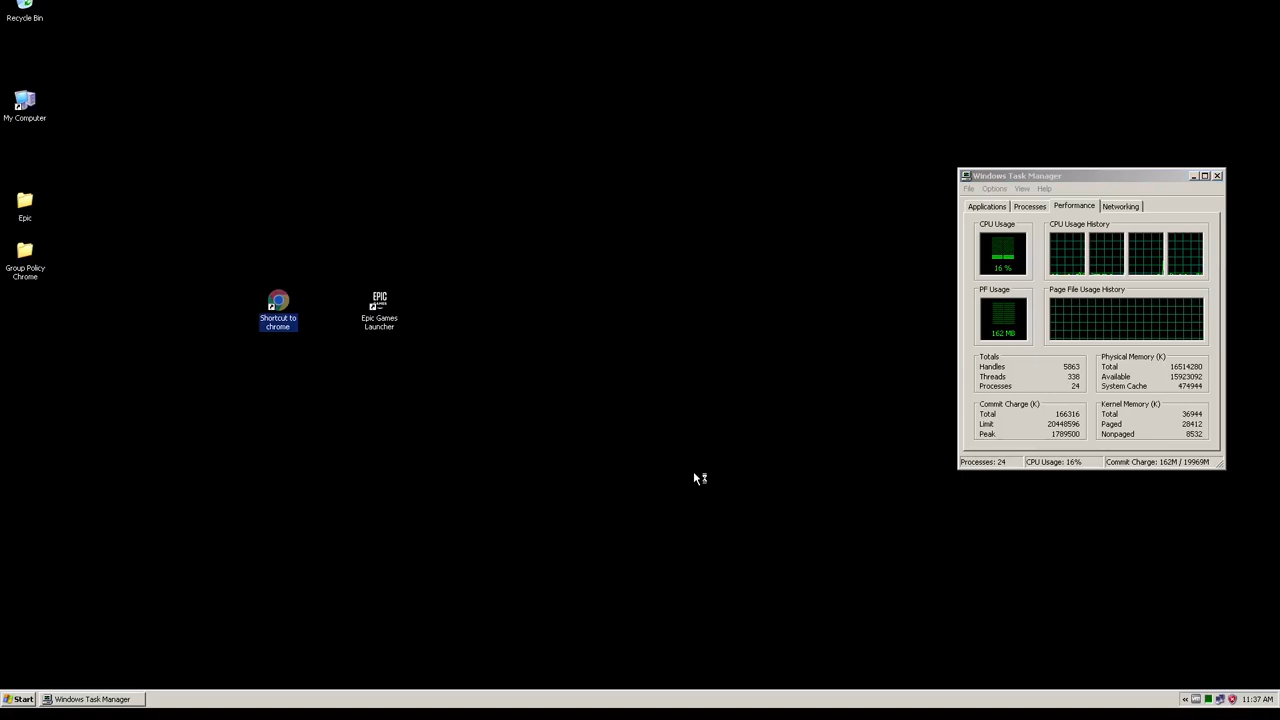 Recycle Bin
My Computer
Epic
Group Policy
Chrome
Shortcut to
chrome
EPIC
GAMES
Epic Games
Launcher
Windows Task Manager
File Options View Help
Applications Processes Performance Networking
CPU Usage CPU Usage History
16 %
PF Usage Page File Usage History
162 MB
Totals
Handles 5863
Threads 338
Processes 24
Physical Memory (K)
Total 16514280
Available 15923092
System Cache 474944
Commit Charge (K)
Total 166316
Limit 20448596
Peak 1789500
Kernel Memory (K)
Total 36944
Paged 28412
Nonpaged 8532
Processes: 24 CPU Usage: 16% Commit Charge: 162M / 19969M
Start Windows Task Manager 11:37 AM